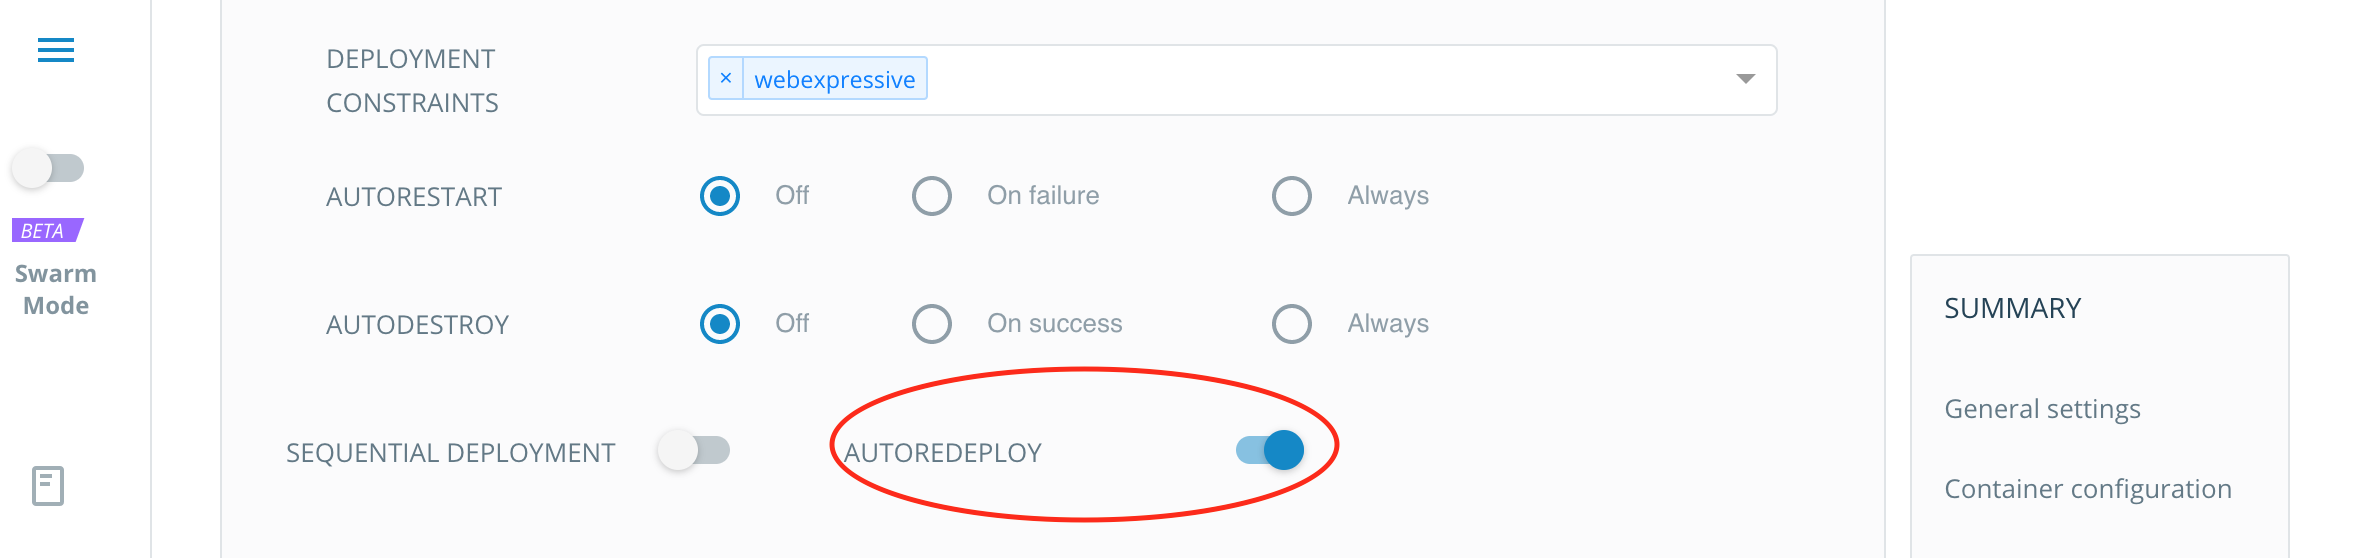 DEPLOYMENT
CONSTRAINTS
× webexpressive
AUTORESTART
Off
On failure
Always
BETA
Swarm
Mode
AUTODESTROY
Off
On success
Always
SEQUENTIAL DEPLOYMENT
AUTOREDEPLOY
SUMMARY
General settings
Container configuration